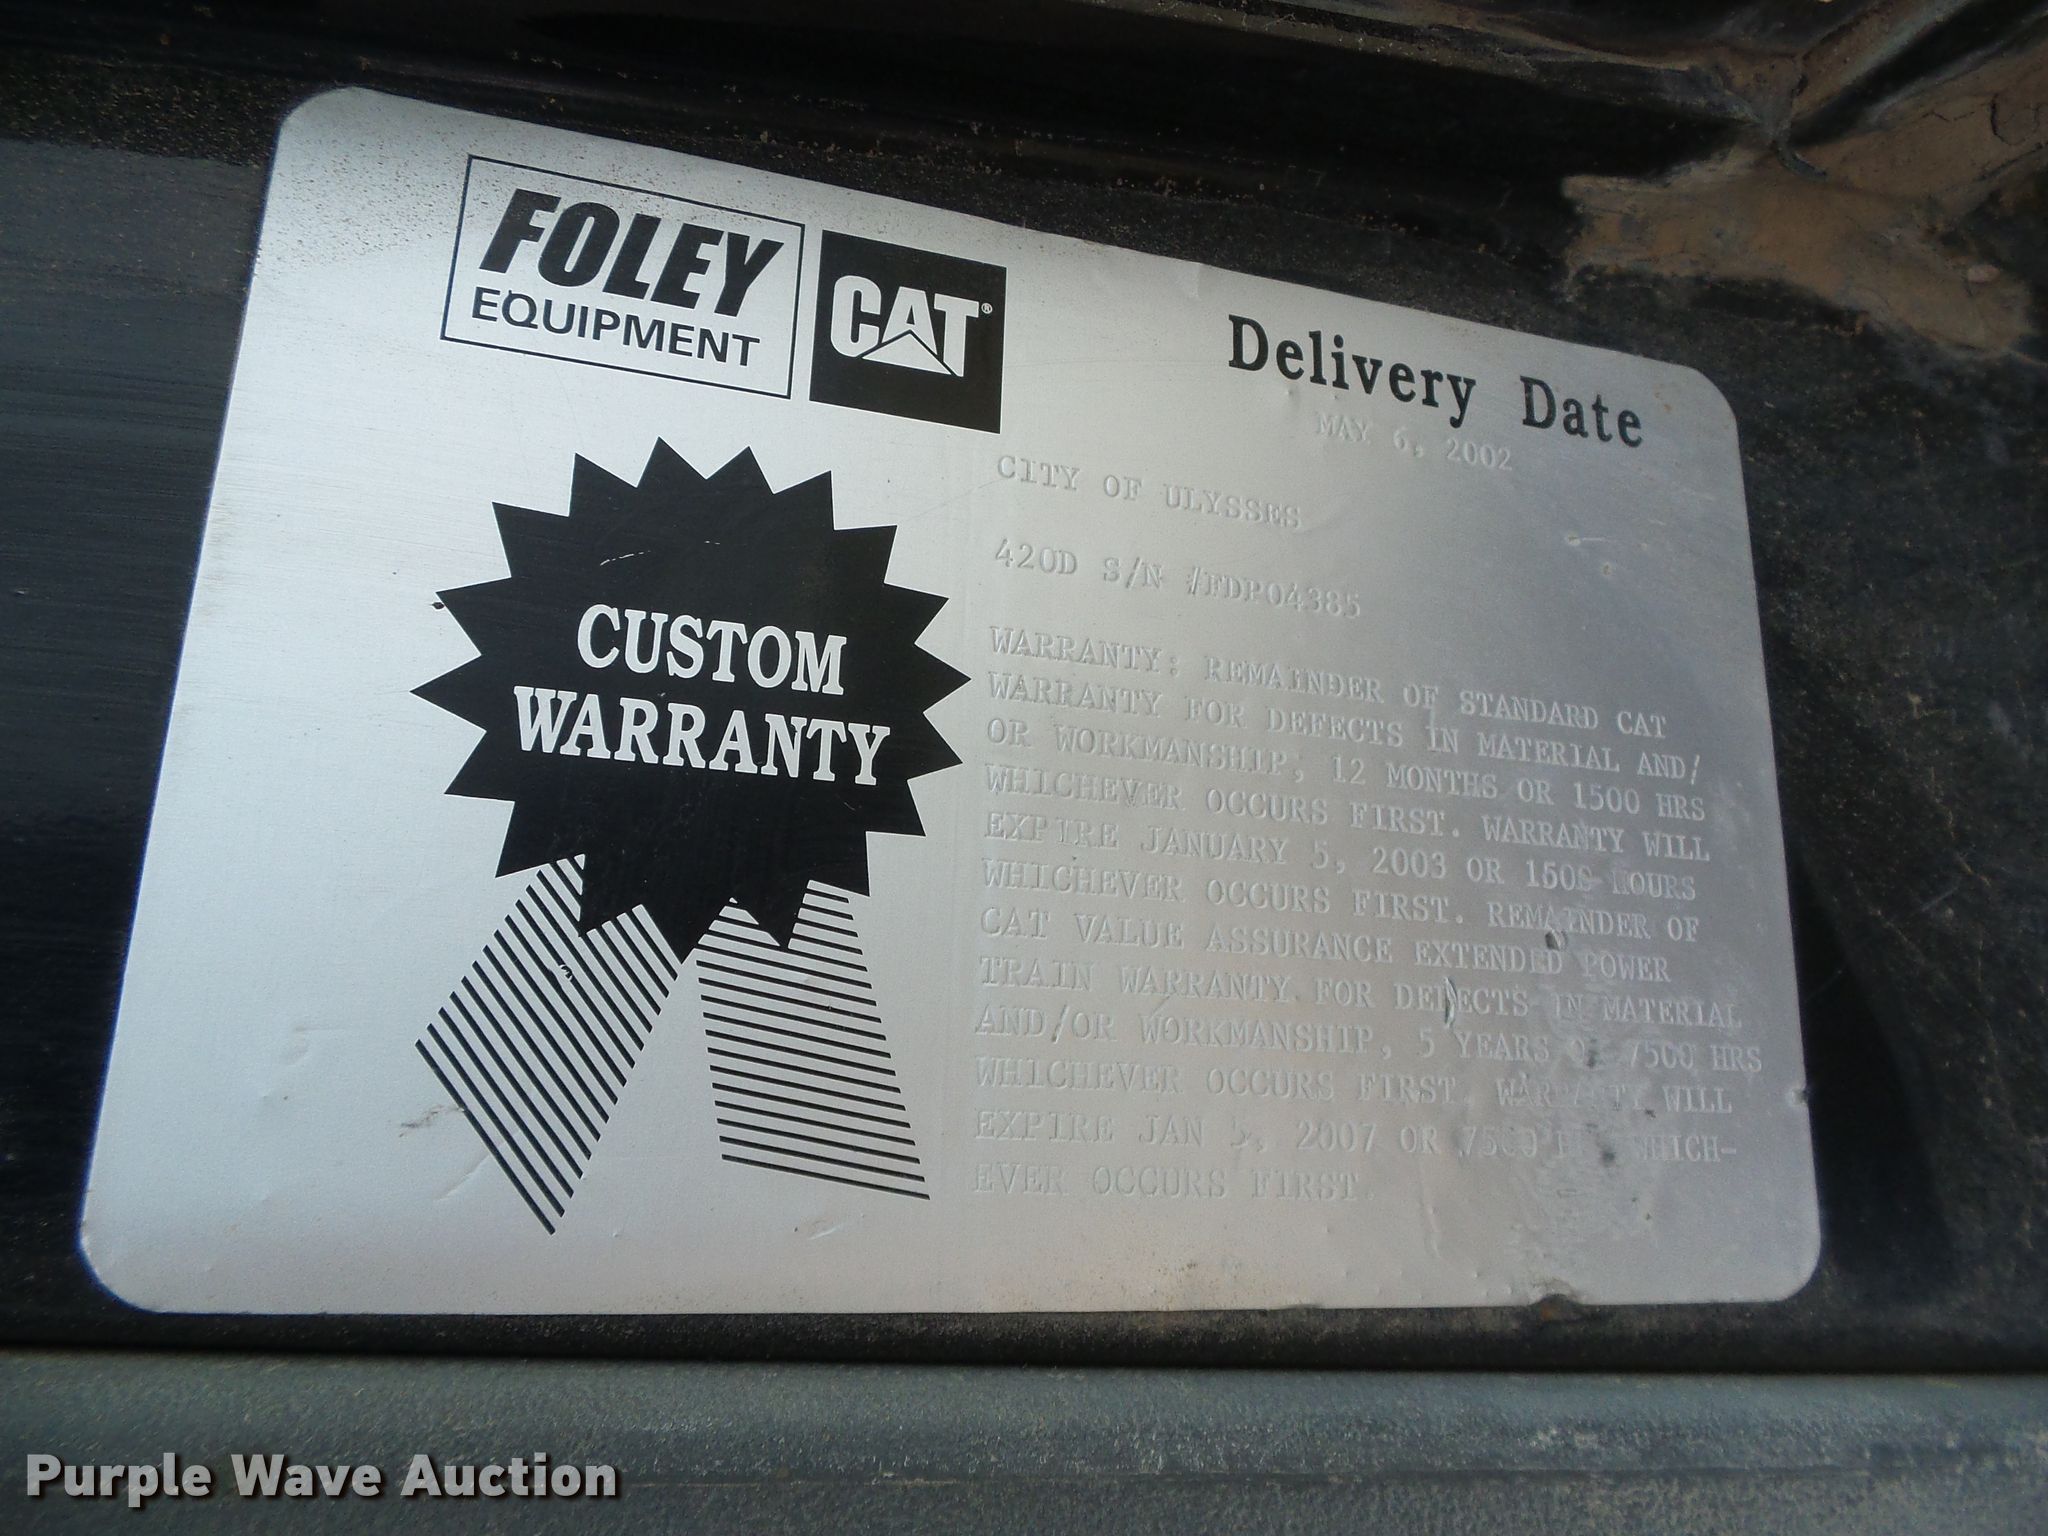 FOLEY
EQUIPMENT
CAT®
Delivery Date
MAY 6, 2002
CITY OF ULYSSES
420D S/N #FDP04385
CUSTOM
WARRANTY
WARRANTY: REMAINDER OF STANDARD CAT
WARRANTY FOR DEFECTS IN MATERIAL AND/
OR WORKMANSHIP, 12 MONTHS OR 1500 HRS
WHICHEVER OCCURS FIRST. WARRANTY WILL
EXPIRE JANUARY 5, 2003 OR 1500 HOURS
WHICHEVER OCCURS FIRST. REMAINDER OF
CAT VALUE ASSURANCE EXTENDED POWER
TRAIN WARRANTY FOR DEFECTS IN MATERIAL
AND/OR WORKMANSHIP, 5 YEARS OR 7500 HRS
WHICHEVER OCCURS FIRST. WARRANTY WILL
EXPIRE JAN 5, 2007 OR 7500 WHICH-
EVER OCCURS FIRST.
Purple Wave Auction